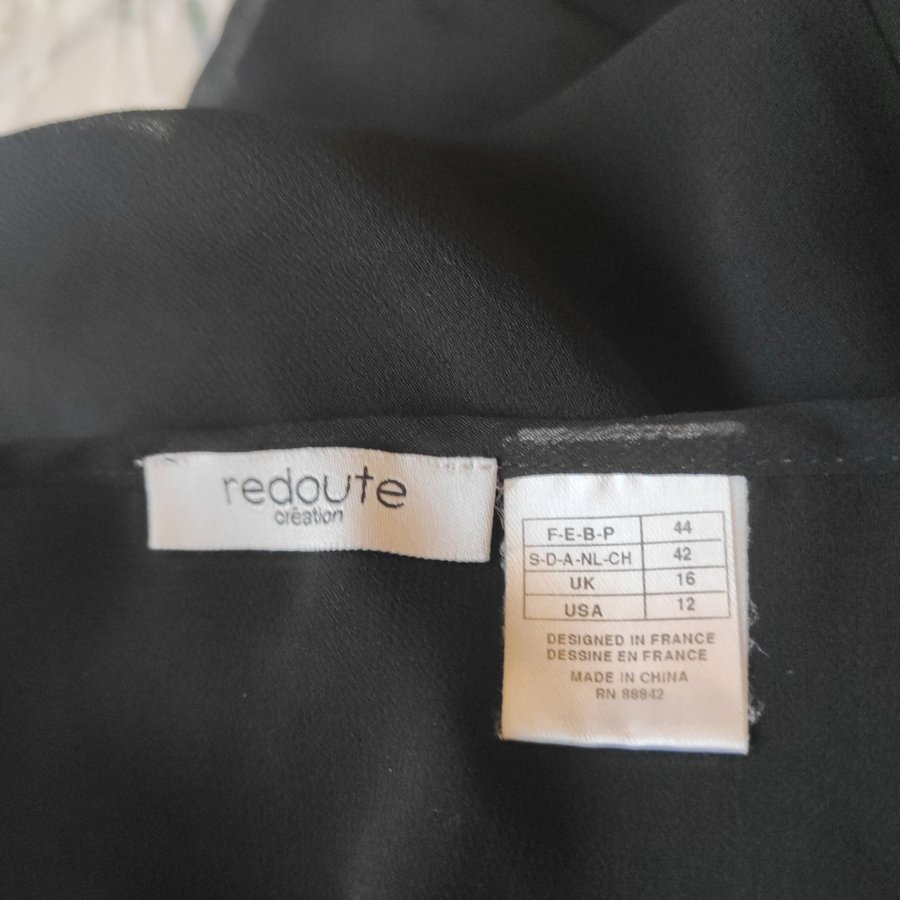 redoute
création
F-E-B-P 44
S-D-A-NL-CH 42
UK 16
USA 12
DESIGNED IN FRANCE
DESSINE EN FRANCE
MADE IN CHINA
RN 88942